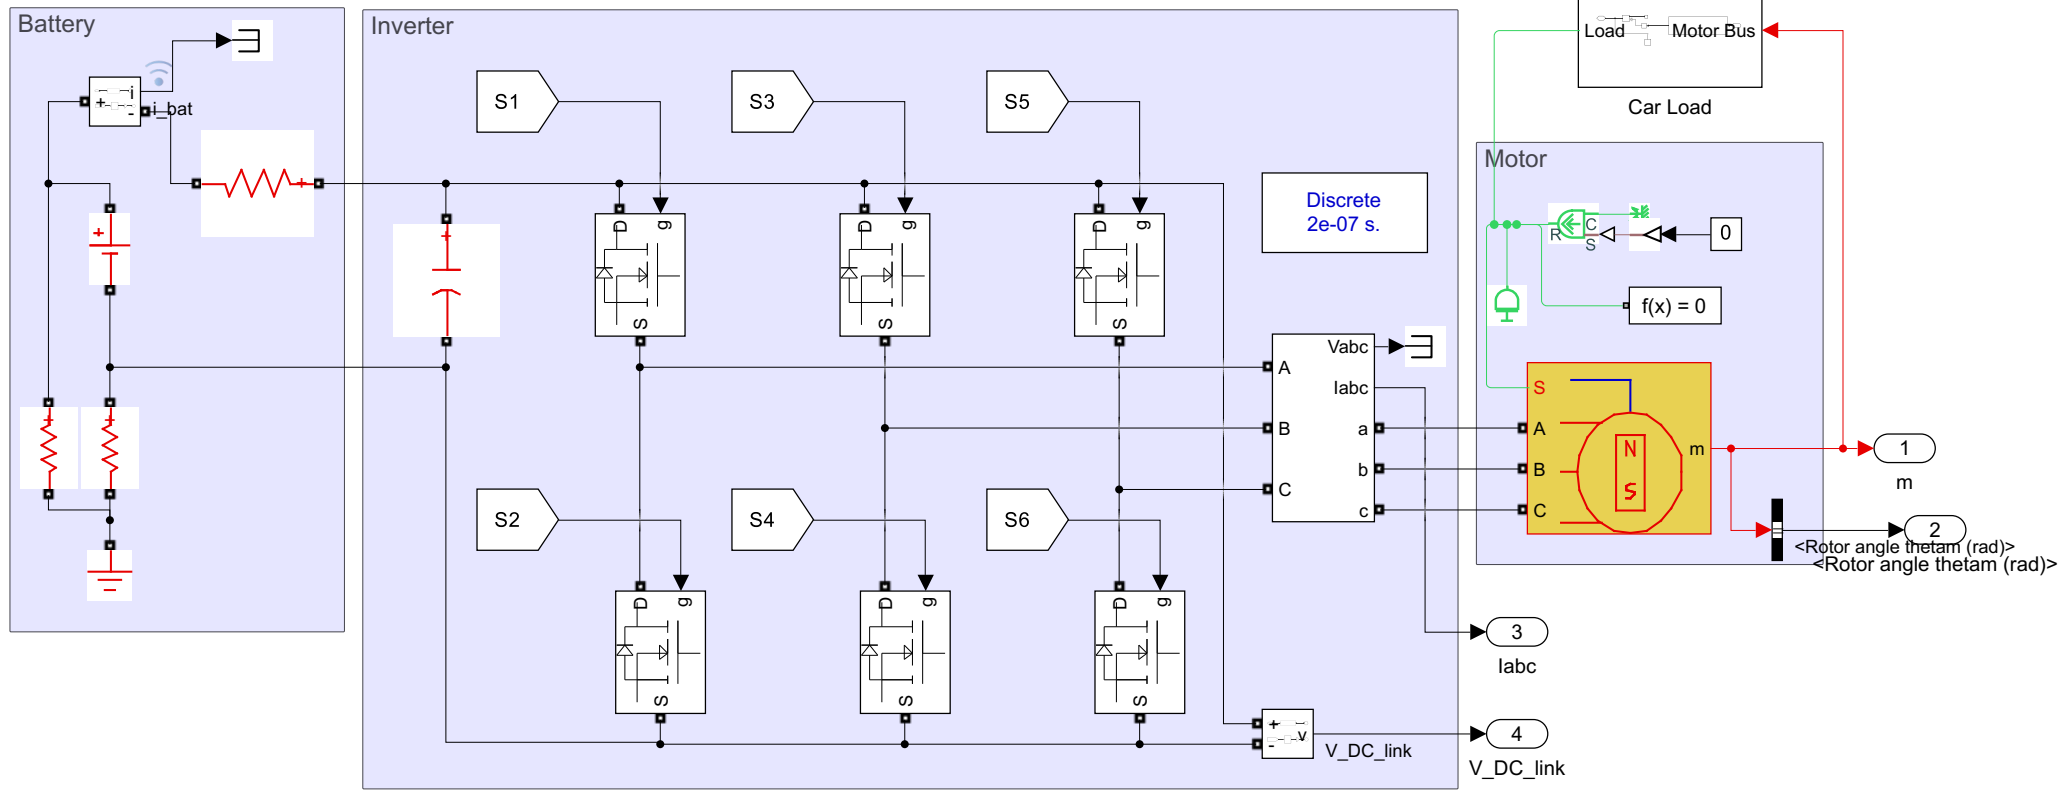 Battery
i
+
-
i_bat
+
+
+
+
Inverter
S1
S3
S5
D
g
D
g
D
g
S
S
S
+
Discrete
2e-07 s.
S2
S4
S6
D
g
D
g
D
g
S
S
S
A
B
C
Vabc
Iabc
a
b
c
+
-
v
V_DC_link
Load
Motor Bus
Car Load
Motor
R
C
S
0
f(x) = 0
S
A
B
C
N
S
m
1
m
2
<Rotor angle thetam (rad)>
<Rotor angle thetam (rad)>
3
Iabc
4
V_DC_link